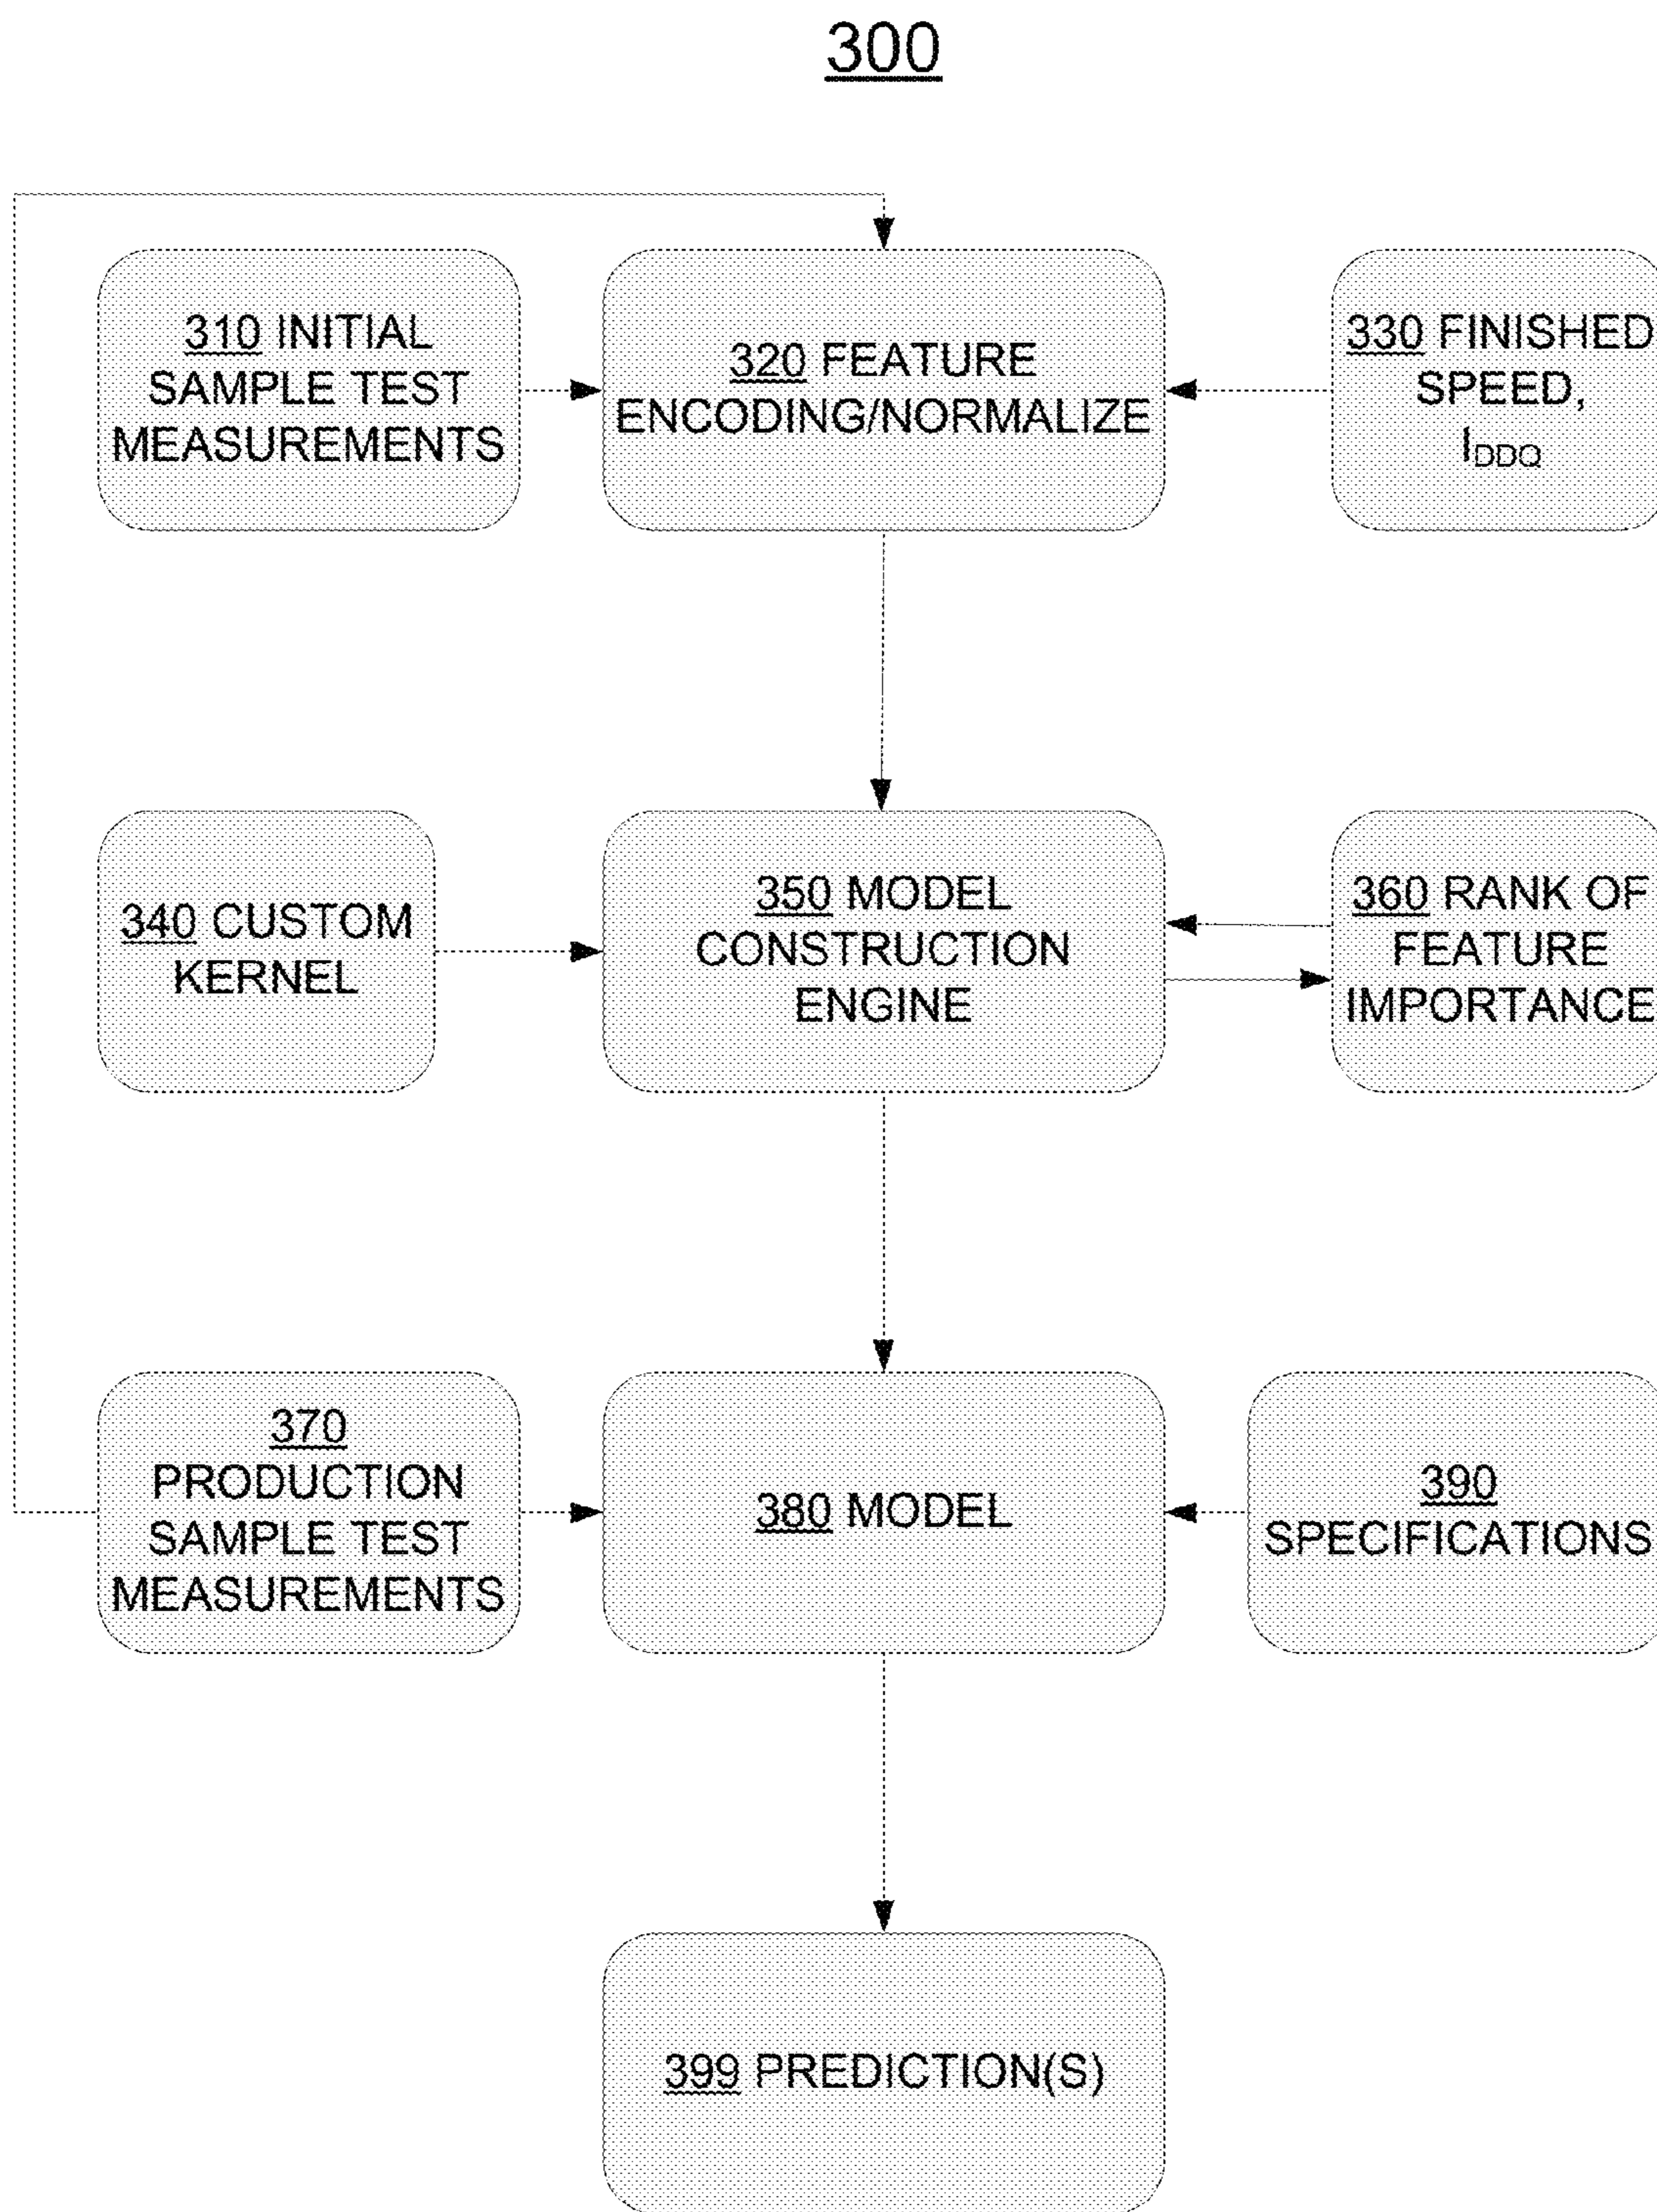 300
310 INITIAL
SAMPLE TEST
MEASUREMENTS
320 FEATURE
ENCODING/NORMALIZE
330 FINISHED
SPEED,
IDDQ
340 CUSTOM
KERNEL
350 MODEL
CONSTRUCTION
ENGINE
360 RANK OF
FEATURE
IMPORTANCE
370
PRODUCTION
SAMPLE TEST
MEASUREMENTS
380 MODEL
390
SPECIFICATIONS
399 PREDICTION(S)